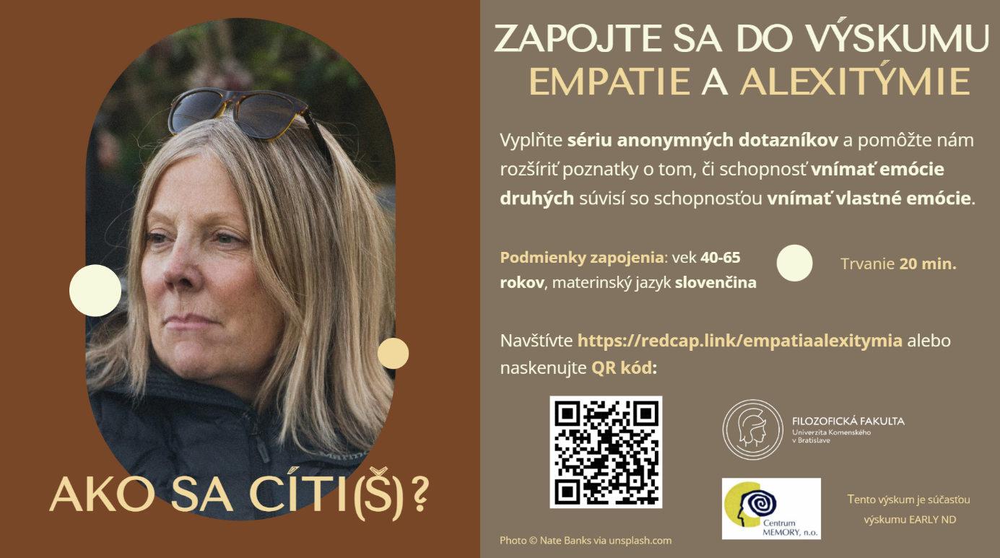 AKO SA CÍTI(Š)?
ZAPOJTE SA DO VÝSKUMU
EMPATIE A ALEXITÝMIE
Vyplňte sériu anonymných dotazníkov a pomôžte nám
rozšíriť poznatky o tom, či schopnosť vnímať emócie
druhých súvisí so schopnosťou vnímať vlastné emócie.
Podmienky zapojenia: vek 40-65
rokov, materinský jazyk slovenčina
Trvanie 20 min.
Navštívte https://redcap.link/empatiaalexitymia alebo
naskenujte QR kód:
FILOZOFICKÁ FAKULTA
Univerzita Komenského
v Bratislave
Centrum
MEMORY, n.o.
Tento výskum je súčasťou
výskumu EARLY ND
Photo © Nate Banks via unsplash.com